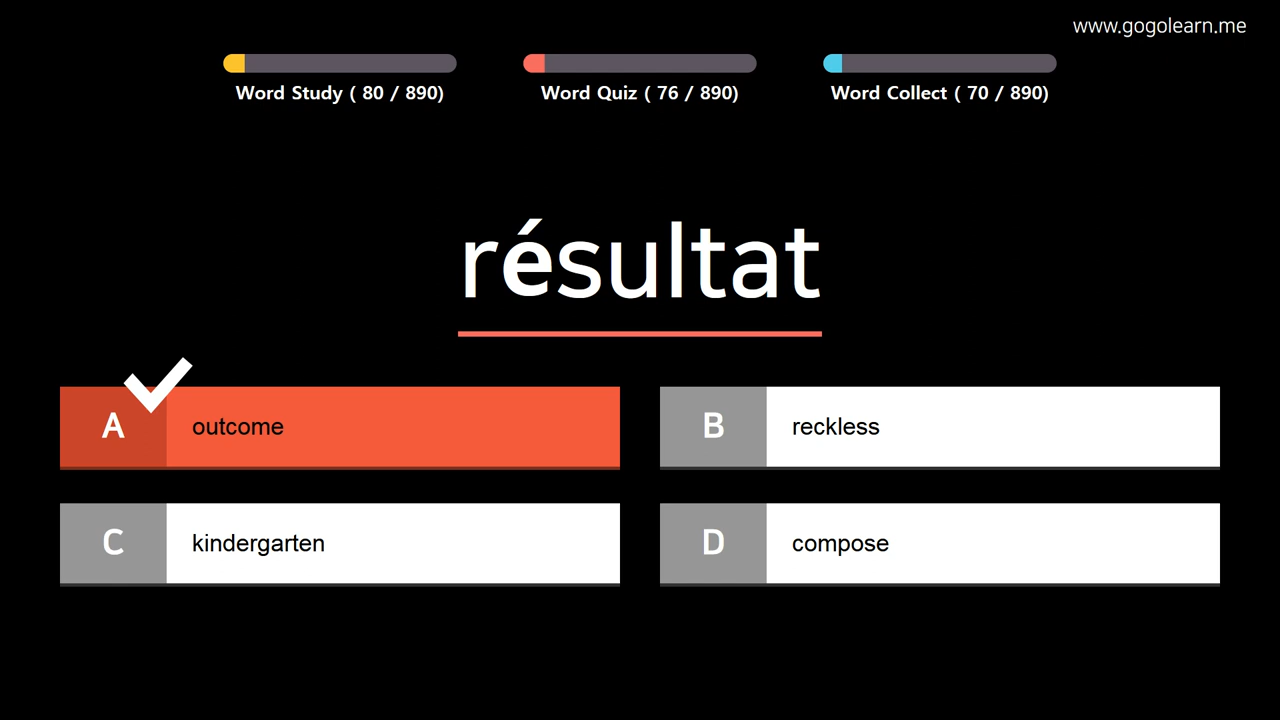 www.gogolearn.me
Word Study ( 80 / 890)
Word Quiz ( 76 / 890)
Word Collect ( 70 / 890)
résultat
A outcome
B reckless
C kindergarten
D compose